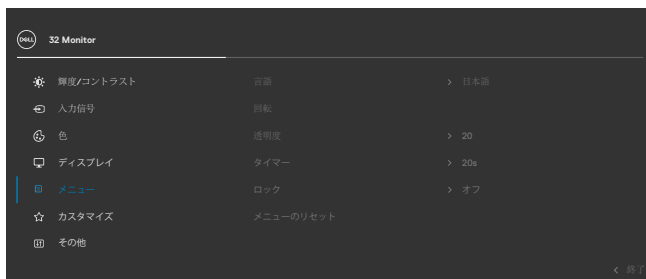 DELL 32 Monitor
輝度/コントラスト 言語 日本語
入力信号 回転
色 透明度 20
ディスプレイ タイマー 20s
メニュー ロック オフ
カスタマイズ メニューのリセット
その他
終了